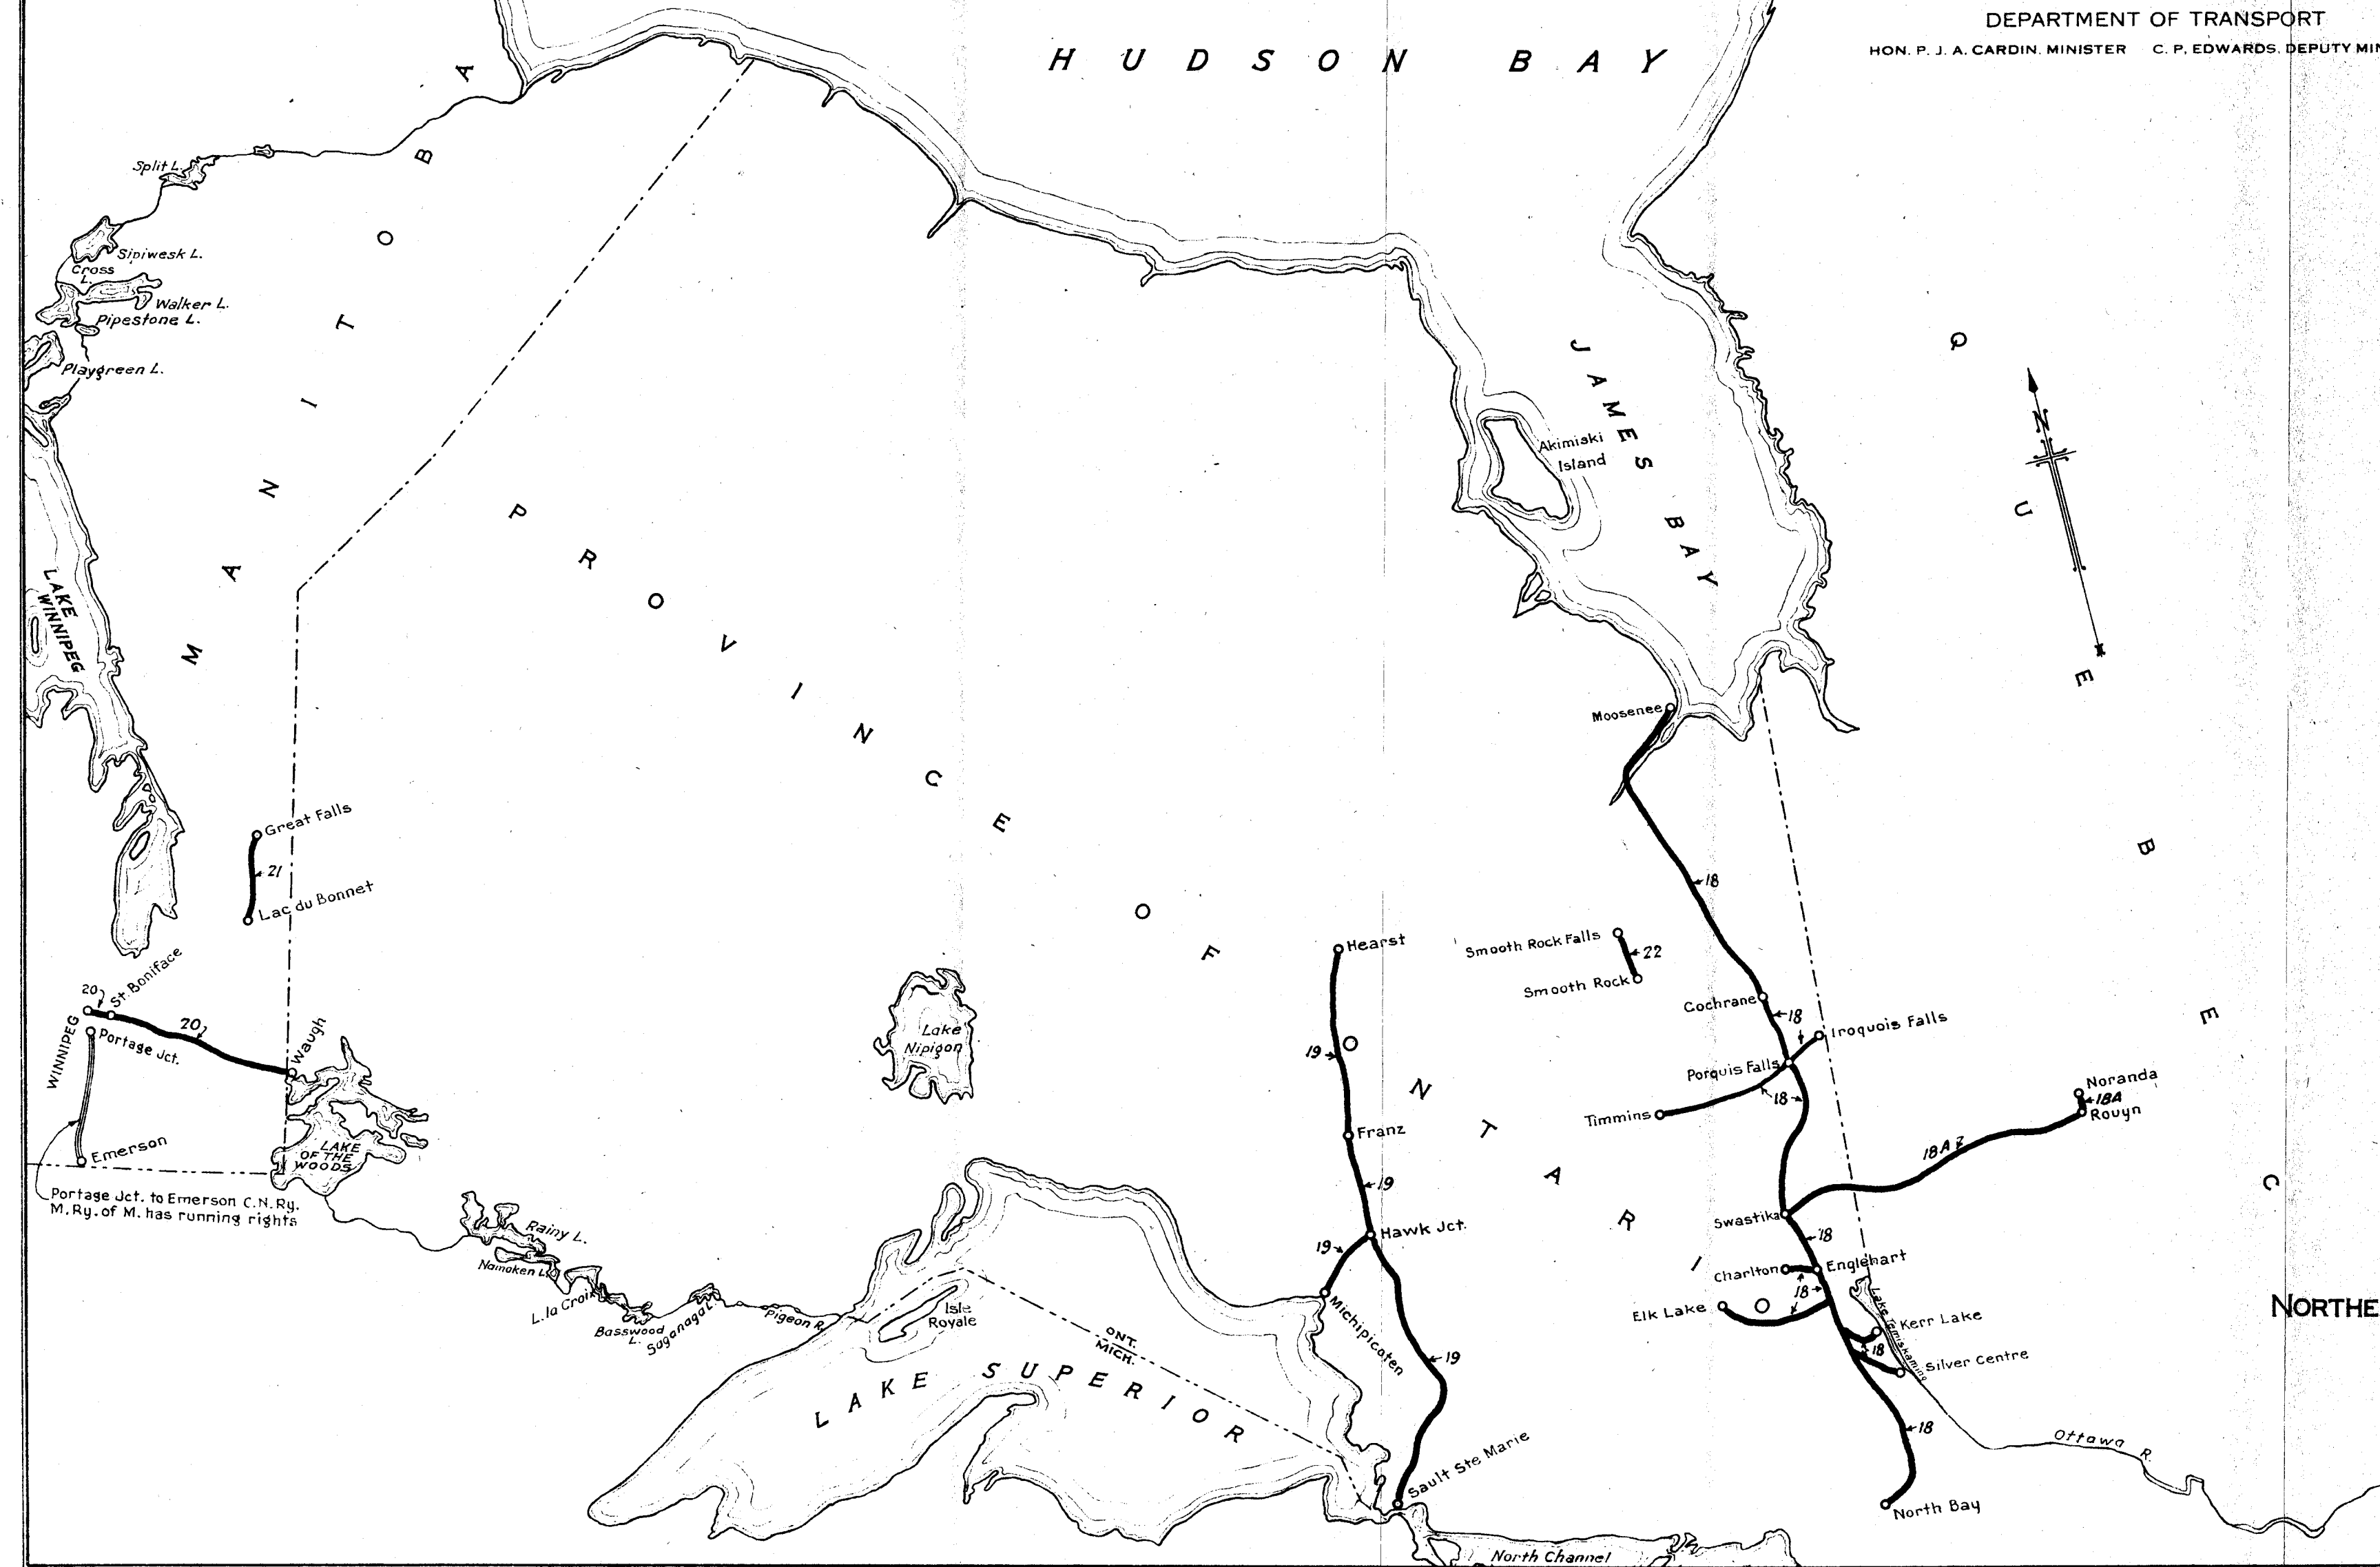 DEPARTMENT OF TRANSPORT
HON. P. J. A. CARDIN. MINISTER C. P. EDWARDS. DEPUTY MIN
HUDSON BAY
MANITOBA
Split L.
Sipiwesk L.
Cross
L.
Walker L.
Pipestone L.
Playgreen L.
LAKE
WINNIPEG
JAMES BAY
Akimiski
Island
QUEBEC
N
PROVINCE OF ONTARIO
Moosenee
18
Great Falls
21
Lac du Bonnet
Hearst
Smooth Rock Falls
22
Smooth Rock
Cochrane
18
Iroquois Falls
Porquis Falls
18
Timmins
Noranda
18A
Rouyn
18A
20
St. Boniface
WINNIPEG
Portage Jct.
20
Waugh
Lake
Nipigon
19
Franz
19
Hawk Jct.
19
Michipicoten
19
Sault Ste Marie
Emerson
Portage Jct. to Emerson C.N.Ry.
M.Ry. of M. has running rights
LAKE
OF THE
WOODS
Rainy L.
Namaken L.
L. la Croix
Basswood
L.
Saganaga L.
Pigeon R.
Isle
Royale
ONT.
MICH.
LAKE SUPERIOR
Swastika
18
Charlton
Englehart
18
Elk Lake
Lake Temiskaming
Kerr Lake
18
Silver Centre
18
North Bay
Ottawa R.
NORTHE
North Channel